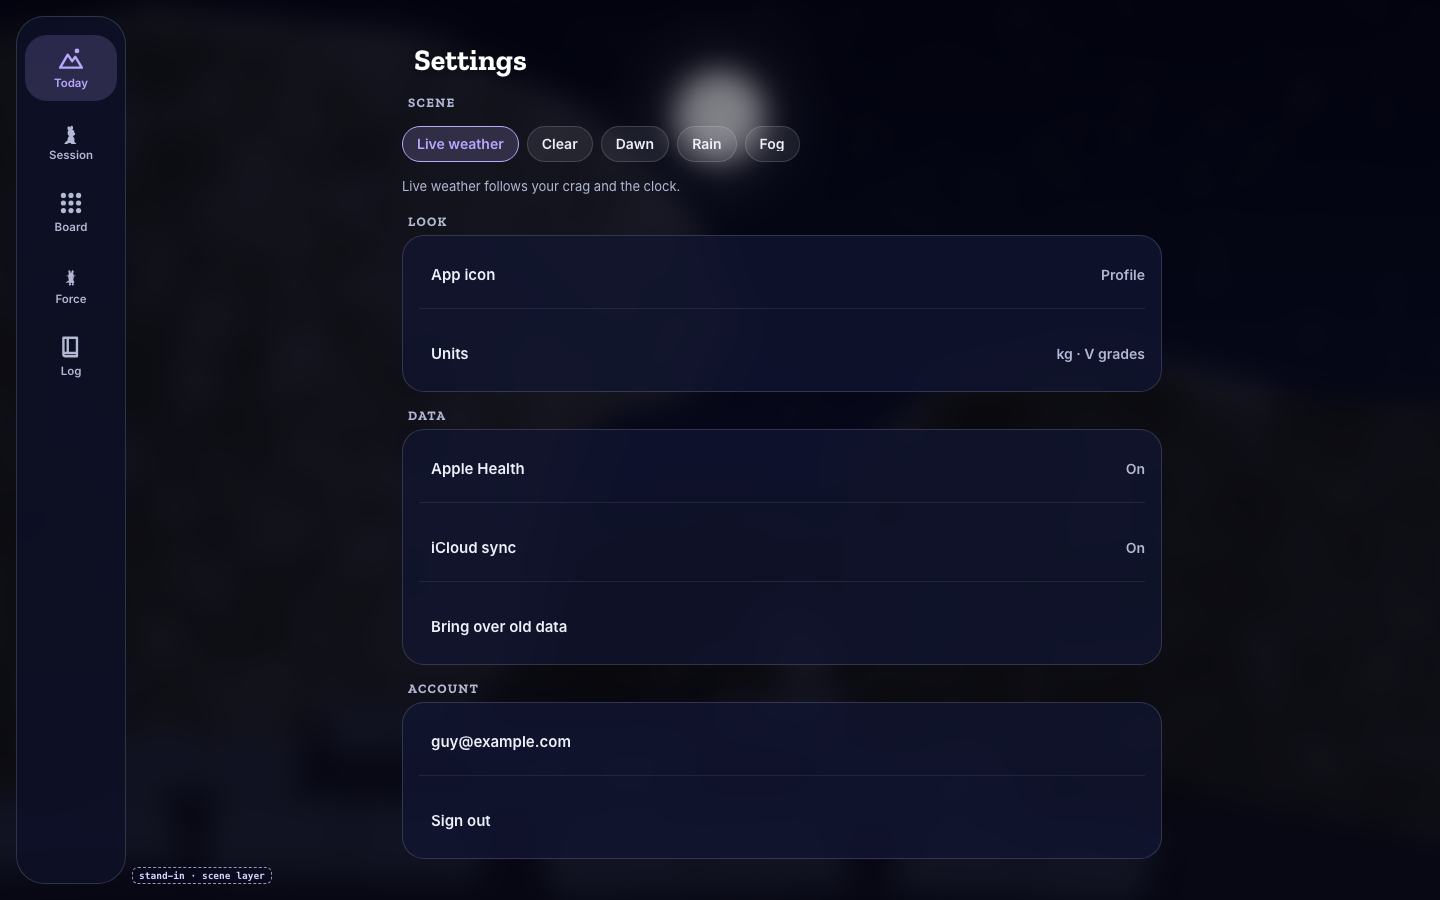 Settings
Today
SCENE
Live weather Clear Dawn Rain Fog
Session
Live weather follows your crag and the clock.
Board
LOOK
App icon Profile
Force
Units kg · V grades
Log
DATA
Apple Health On
iCloud sync On
Bring over old data
ACCOUNT
guy@example.com
Sign out
stand-in · scene layer